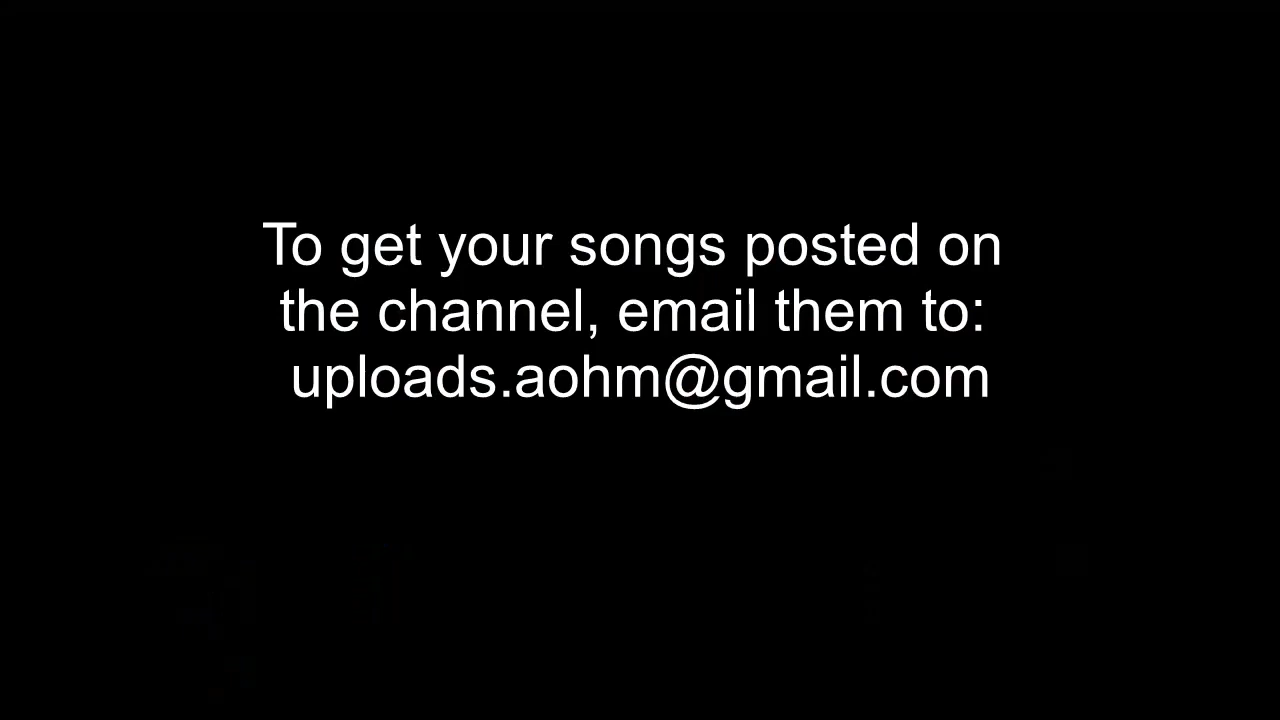 To get your songs posted on
the channel, email them to:
uploads.aohm@gmail.com